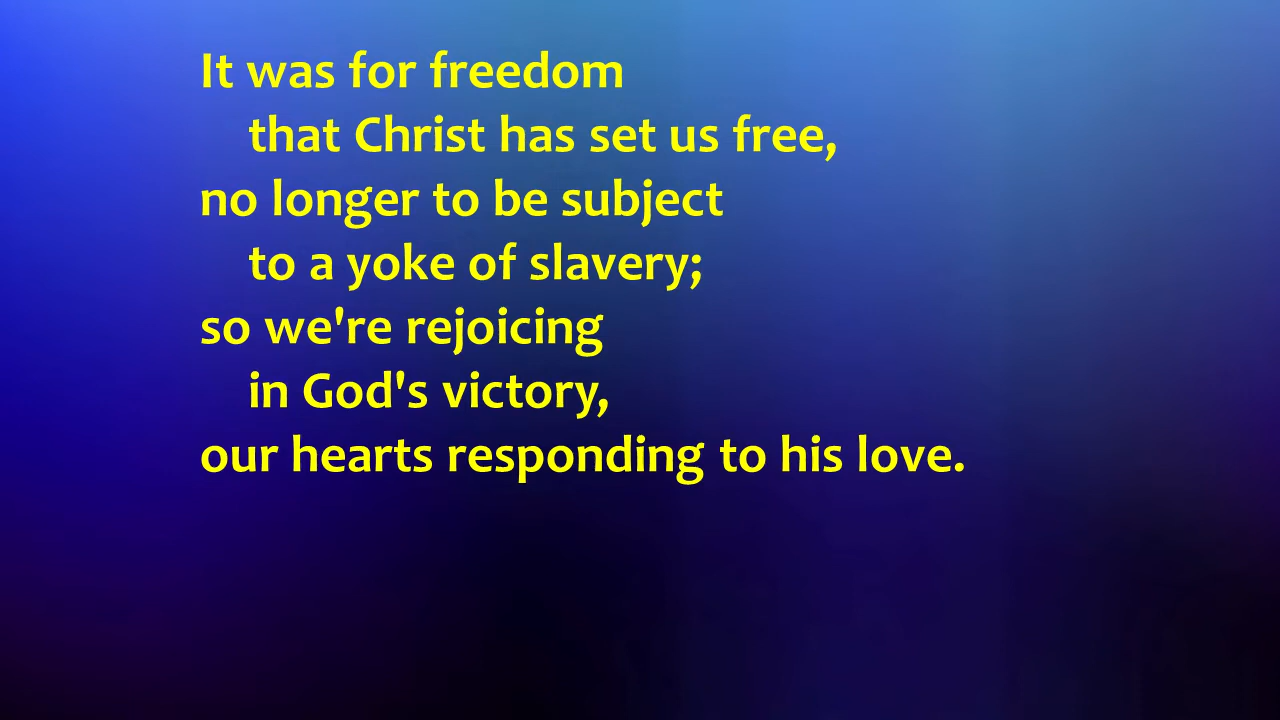 It was for freedom
that Christ has set us free,
no longer to be subject
to a yoke of slavery;
so we're rejoicing
in God's victory,
our hearts responding to his love.